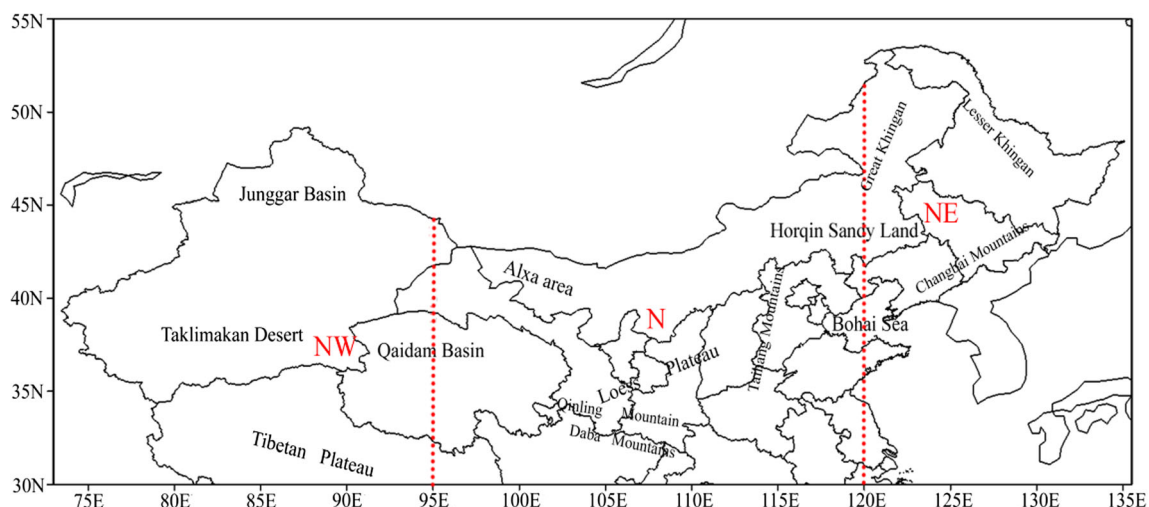 55N
50N
45N
40N
35N
30N
Great Khingan
Lesser Khingan
Junggar Basin
NE
Horqin Sandy Land
Changbai Mountains
Alxa area
N
Taihang Mountains
Bohai Sea
Taklimakan Desert
NW
Qaidam Basin
Loess Plateau
Qinling Mountain
Daba Mountains
Tibetan Plateau
75E 80E 85E 90E 95E 100E 105E 110E 115E 120E 125E 130E 135E